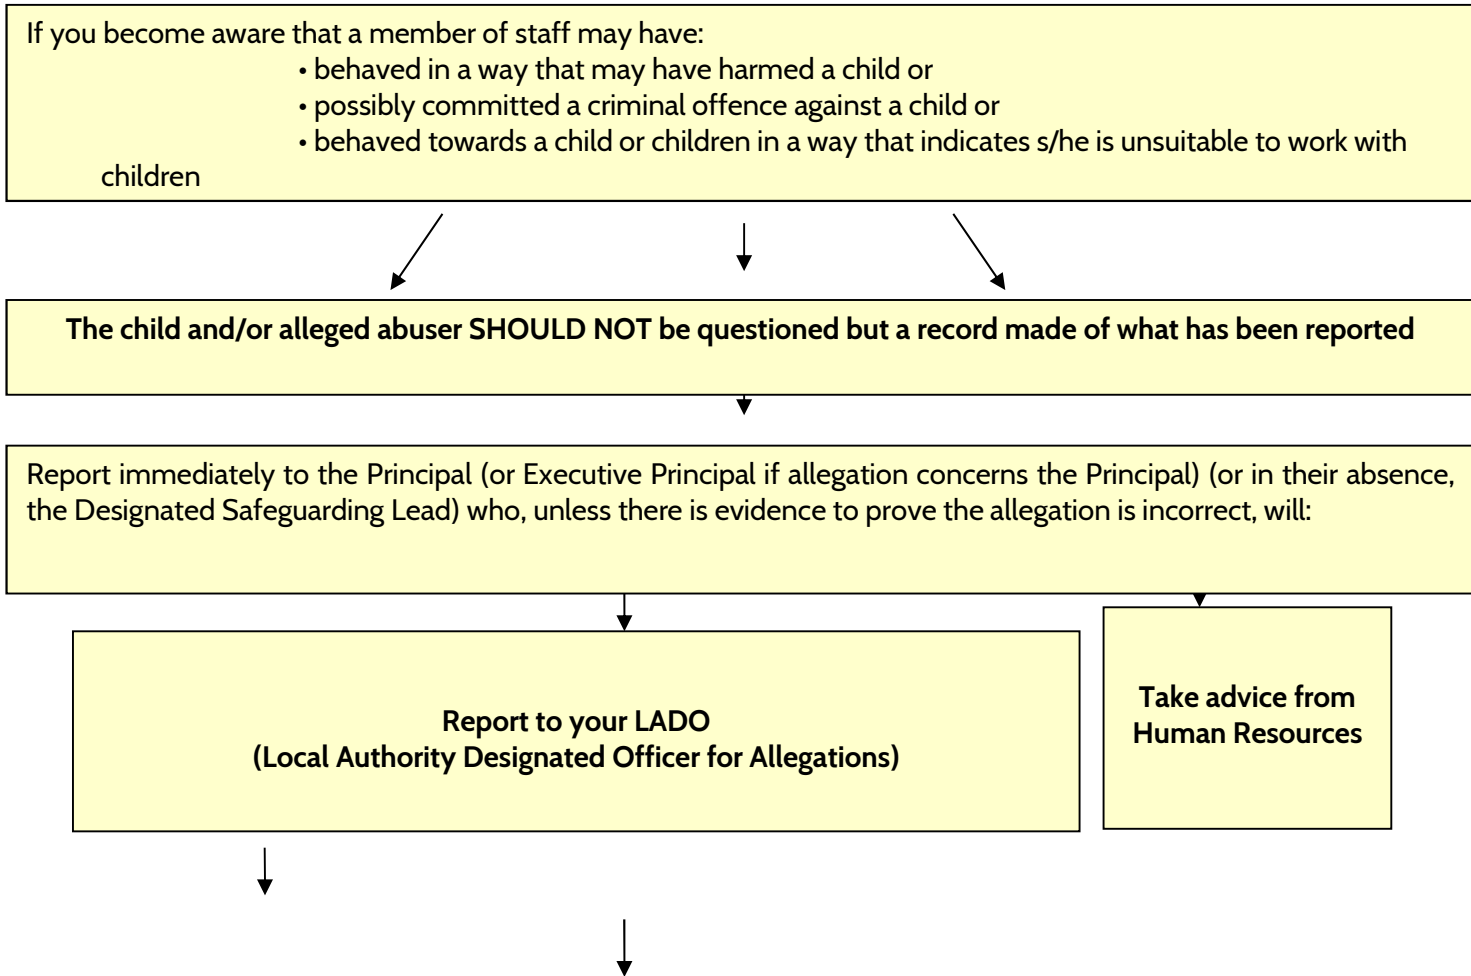 If you become aware that a member of staff may have:
• behaved in a way that may have harmed a child or
• possibly committed a criminal offence against a child or
• behaved towards a child or children in a way that indicates s/he is unsuitable to work with
children
The child and/or alleged abuser SHOULD NOT be questioned but a record made of what has been reported
Report immediately to the Principal (or Executive Principal if allegation concerns the Principal) (or in their absence,
the Designated Safeguarding Lead) who, unless there is evidence to prove the allegation is incorrect, will:
Report to your LADO
(Local Authority Designated Officer for Allegations)
Take advice from
Human Resources